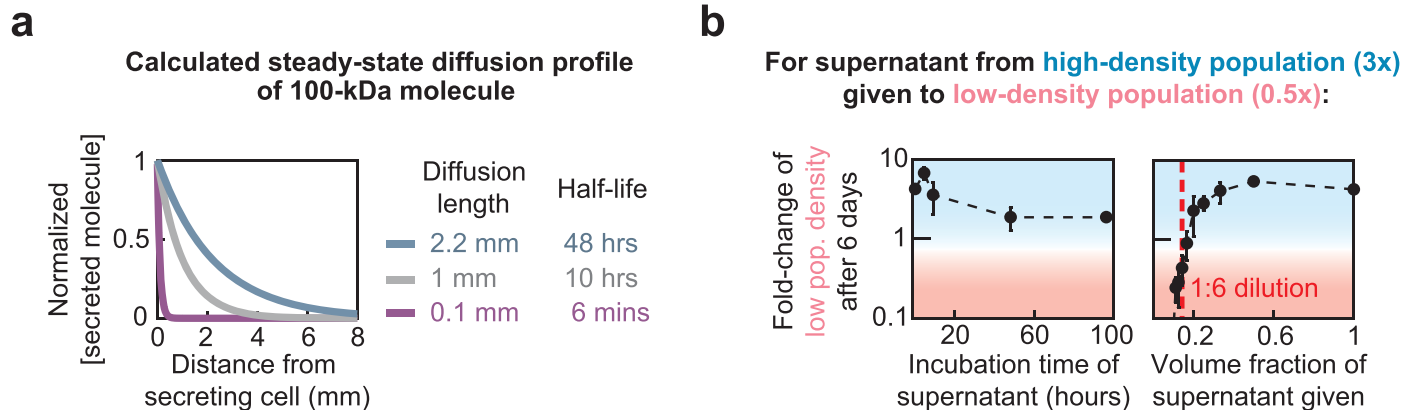 a
Calculated steady-state diffusion profile
of 100-kDa molecule
Normalized
[secreted molecule]
1
0.5
0
0 2 4 6 8
Distance from
secreting cell (mm)
Diffusion
length
Half-life
2.2 mm 48 hrs
1 mm 10 hrs
0.1 mm 6 mins
b
For supernatant from high-density population (3x)
given to low-density population (0.5x):
Fold-change of
low pop. density
after 6 days
10
1
0.1
20 60 100
Incubation time of
supernatant (hours)
1:6 dilution
0.2 0.6 1
Volume fraction of
supernatant given